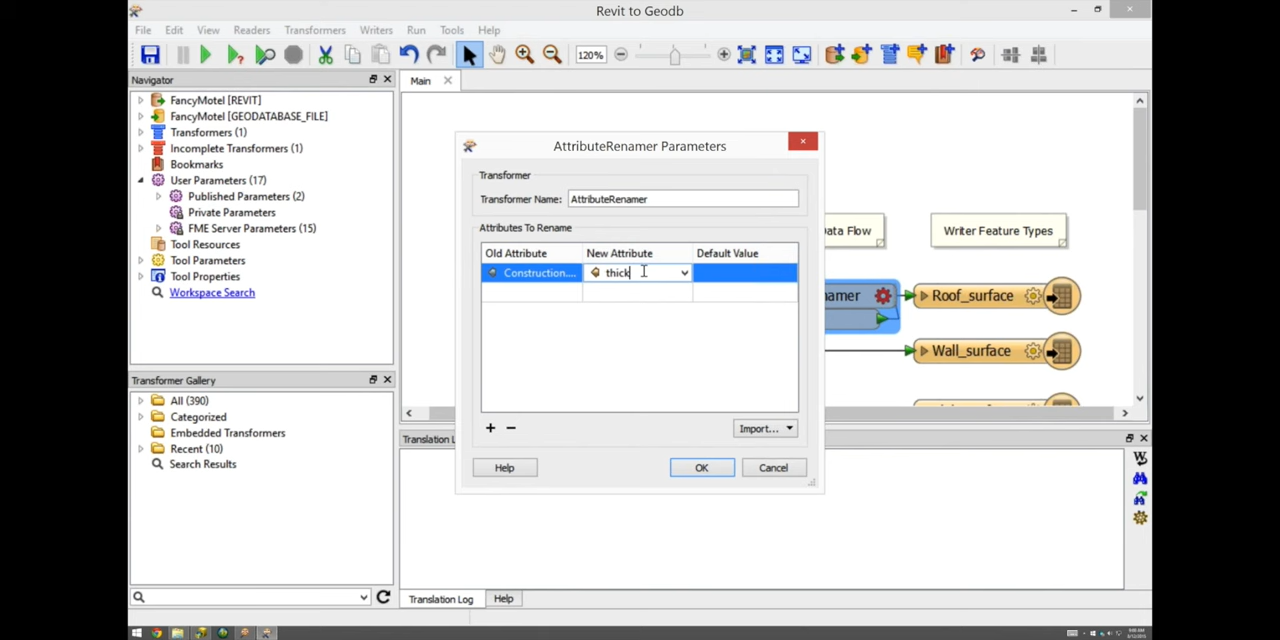 Revit to Geodb
File Edit View Readers Transformers Writers Run Tools Help
120%
Navigator
Main
FancyMotel [REVIT]
FancyMotel [GEODATABASE_FILE]
Transformers (1)
Incomplete Transformers (1)
Bookmarks
User Parameters (17)
Published Parameters (2)
Private Parameters
FME Server Parameters (15)
Tool Resources
Tool Parameters
Tool Properties
Workspace Search
Transformer Gallery
All (390)
Categorized
Embedded Transformers
Recent (10)
Search Results
AttributeRenamer Parameters
Transformer
Transformer Name: AttributeRenamer
Attributes To Rename
Old Attribute New Attribute Default Value
Construction.... thick
Import...
Help OK Cancel
ata Flow
Writer Feature Types
amer
Roof_surface
Wall_surface
Translation L
Translation Log Help